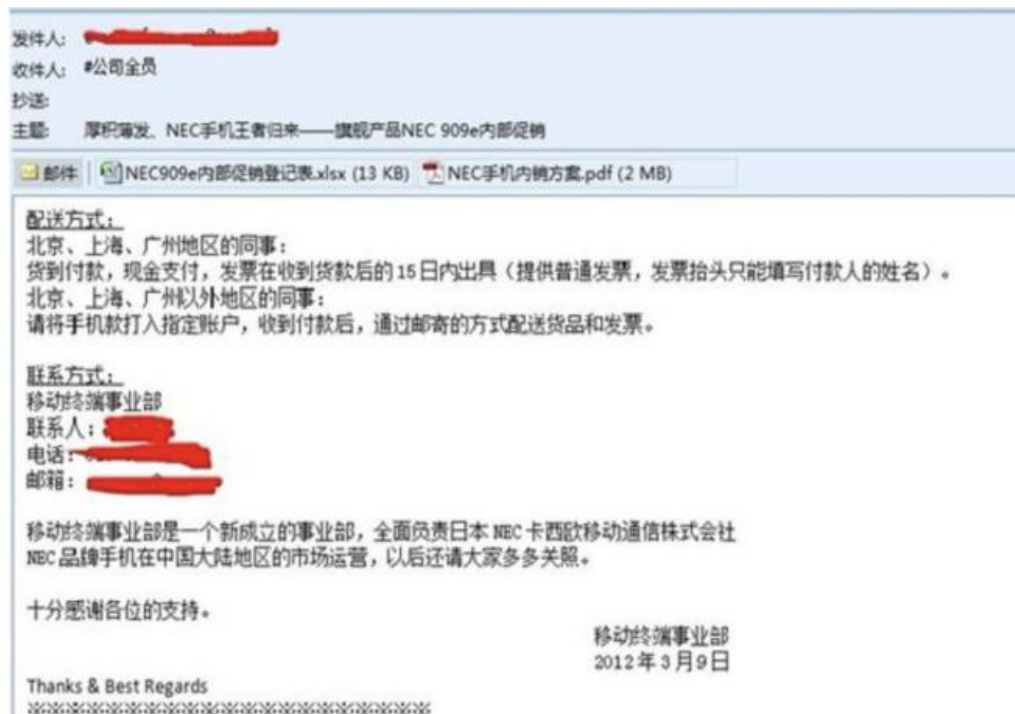 发件人:
收件人: #公司全员
抄送:
主题: 厚积薄发、NEC手机王者归来——旗舰产品NEC 909e内部促销
邮件 NEC909e内部促销登记表.xlsx (13 KB) NEC手机内销方案.pdf (2 MB)
配送方式：
北京、上海、广州地区的同事：
货到付款，现金支付，发票在收到货款后的15日内出具（提供普通发票，发票抬头只能填写付款人的姓名）。
北京、上海、广州以外地区的同事：
请将手机款打入指定账户，收到付款后，通过邮寄的方式配送货品和发票。
联系方式：
移动终端事业部
联系人：
电话：
邮箱：
移动终端事业部是一个新成立的事业部，全面负责日本 NEC 卡西欧移动通信株式会社
NEC 品牌手机在中国大陆地区的市场运营，以后还请大家多多关照。
十分感谢各位的支持。
移动终端事业部
2012 年 3 月 9 日
Thanks & Best Regards